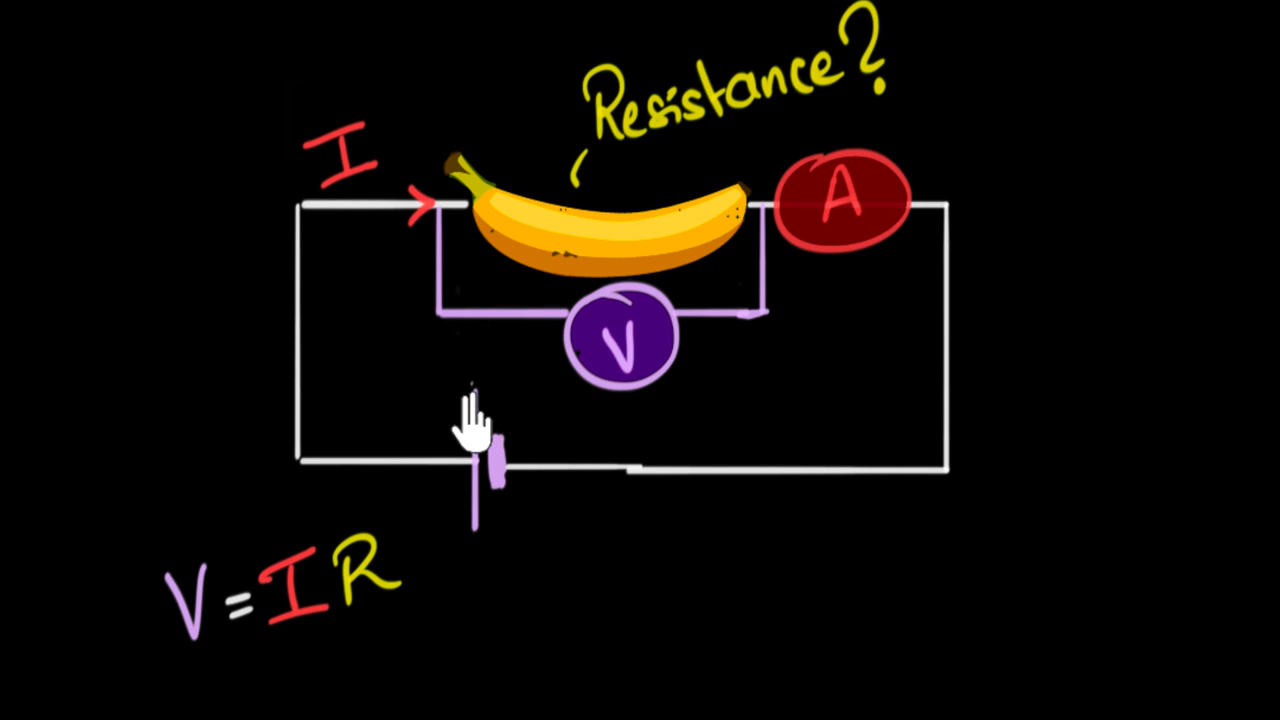 Resistance?
I
A
V
V = IR